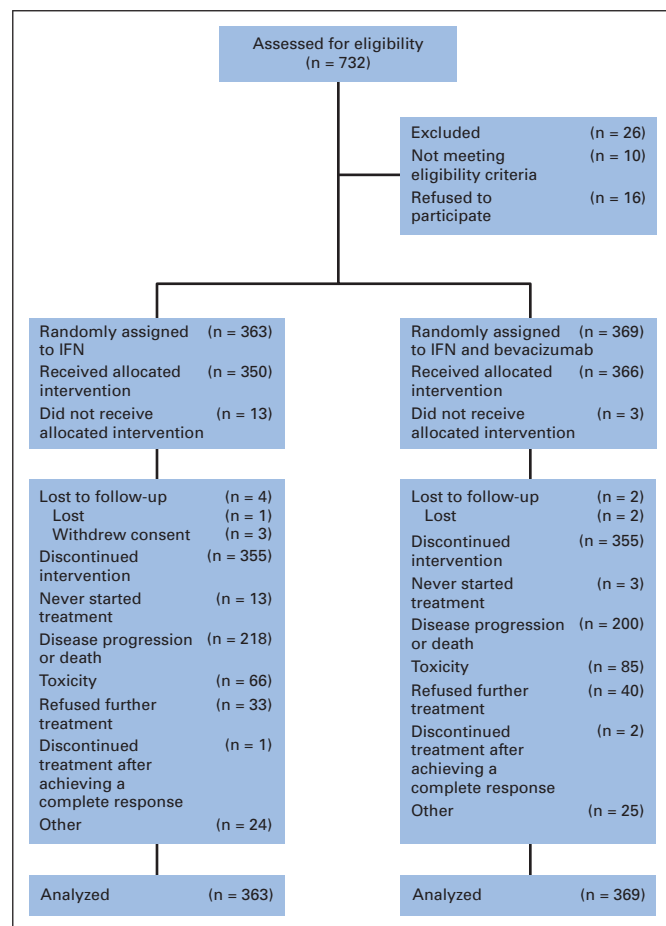 Assessed for eligibility
(n = 732)
Excluded (n = 26)
Not meeting (n = 10)
eligibility criteria
Refused to (n = 16)
participate
Randomly assigned (n = 363)
to IFN
Received allocated (n = 350)
intervention
Did not receive (n = 13)
allocated intervention
Randomly assigned (n = 369)
to IFN and bevacizumab
Received allocated (n = 366)
intervention
Did not receive (n = 3)
allocated intervention
Lost to follow-up (n = 4)
Lost (n = 1)
Withdrew consent (n = 3)
Discontinued (n = 355)
intervention
Never started (n = 13)
treatment
Disease progression (n = 218)
or death
Toxicity (n = 66)
Refused further (n = 33)
treatment
Discontinued (n = 1)
treatment after
achieving a
complete response
Other (n = 24)
Lost to follow-up (n = 2)
Lost (n = 2)
Discontinued (n = 355)
intervention
Never started (n = 3)
treatment
Disease progression (n = 200)
or death
Toxicity (n = 85)
Refused further (n = 40)
treatment
Discontinued (n = 2)
treatment after
achieving a
complete response
Other (n = 25)
Analyzed (n = 363)
Analyzed (n = 369)